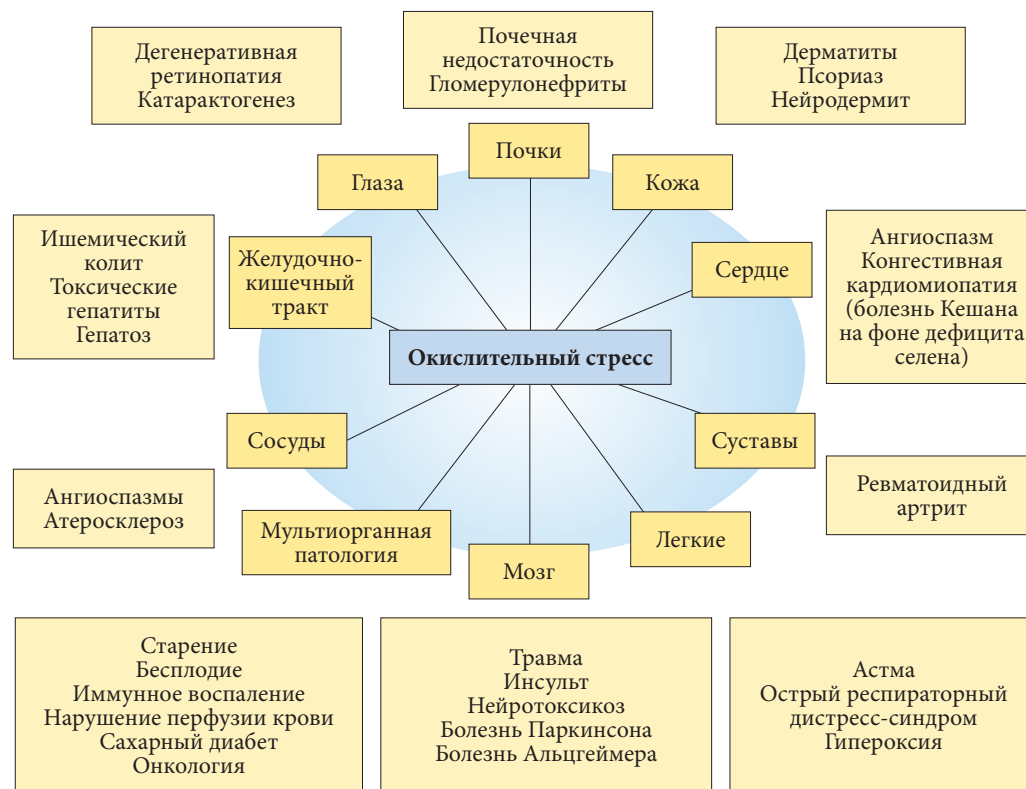 Дегенеративная
ретинопатия
Катарактогенез
Почечная
недостаточность
Гломерулонефриты
Дерматиты
Псориаз
Нейродермит
Почки
Глаза
Кожа
Ишемический
колит
Токсические
гепатиты
Гепатоз
Желудочно-
кишечный
тракт
Сердце
Ангиоспазм
Конгестивная
кардиомиопатия
(болезнь Кешана
на фоне дефицита
селена)
Окислительный стресс
Сосуды
Суставы
Ангиоспазмы
Атеросклероз
Мультиорганная
патология
Мозг
Легкие
Ревматоидный
артрит
Старение
Бесплодие
Иммунное воспаление
Нарушение перфузии крови
Сахарный диабет
Онкология
Травма
Инсульт
Нейротоксикоз
Болезнь Паркинсона
Болезнь Альцгеймера
Астма
Острый респираторный
дистресс-синдром
Гипероксия